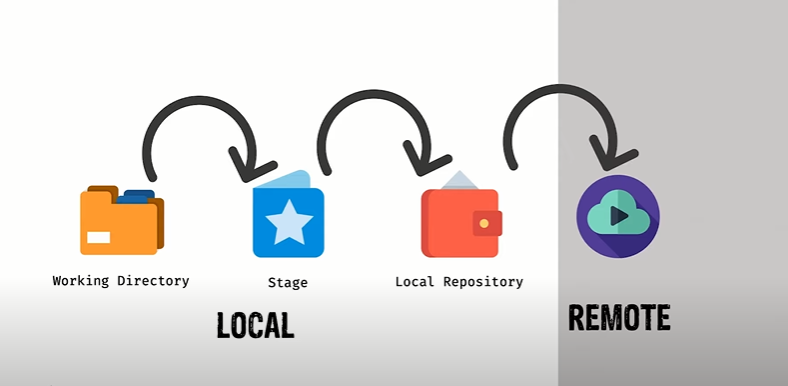 Working Directory
Stage
Local Repository
LOCAL
REMOTE